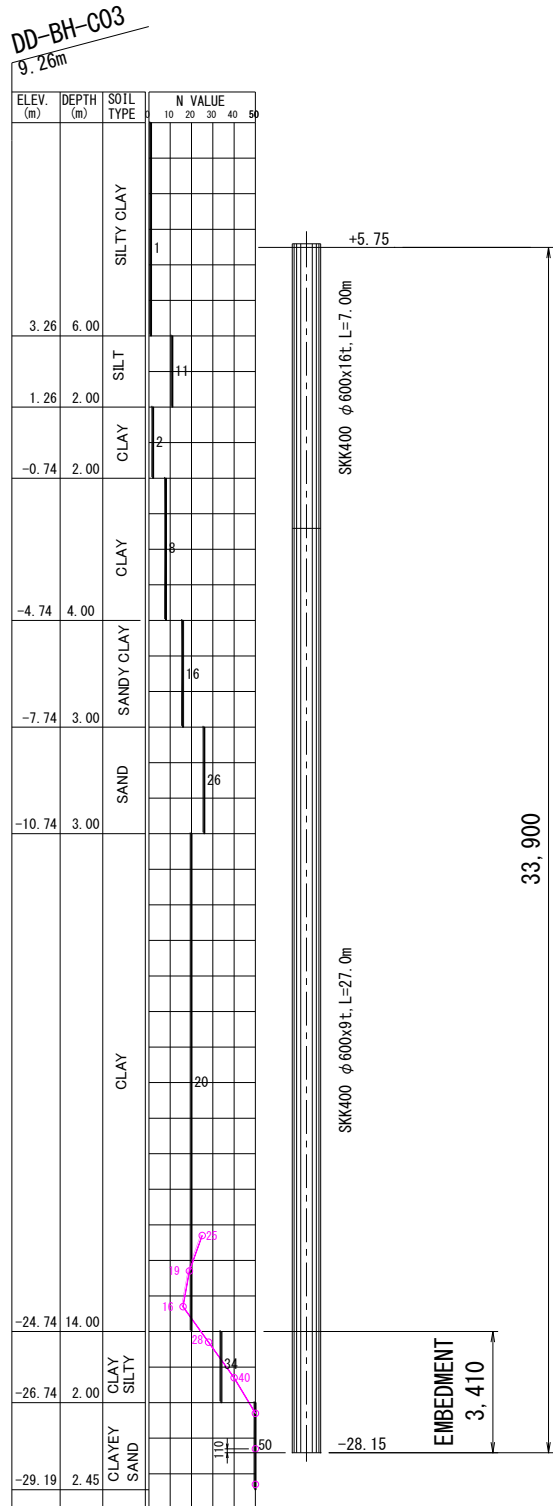 DD-BH-C03
9.26m
ELEV. (m)
DEPTH (m)
SOIL TYPE
N VALUE
0 10 20 30 40 50
SILTY CLAY
1
3.26 6.00
SILT
11
1.26 2.00
CLAY
2
-0.74 2.00
CLAY
8
-4.74 4.00
SANDY CLAY
16
-7.74 3.00
SAND
26
-10.74 3.00
CLAY
20
25
19
16
-24.74 14.00
28
CLAY
SILTY
34
40
-26.74 2.00
CLAYEY
SAND
110
50
-29.19 2.45
+5.75
SKK400 φ600x16t, L=7.00m
33,900
SKK400 φ600x9t, L=27.0m
EMBEDMENT
3,410
-28.15